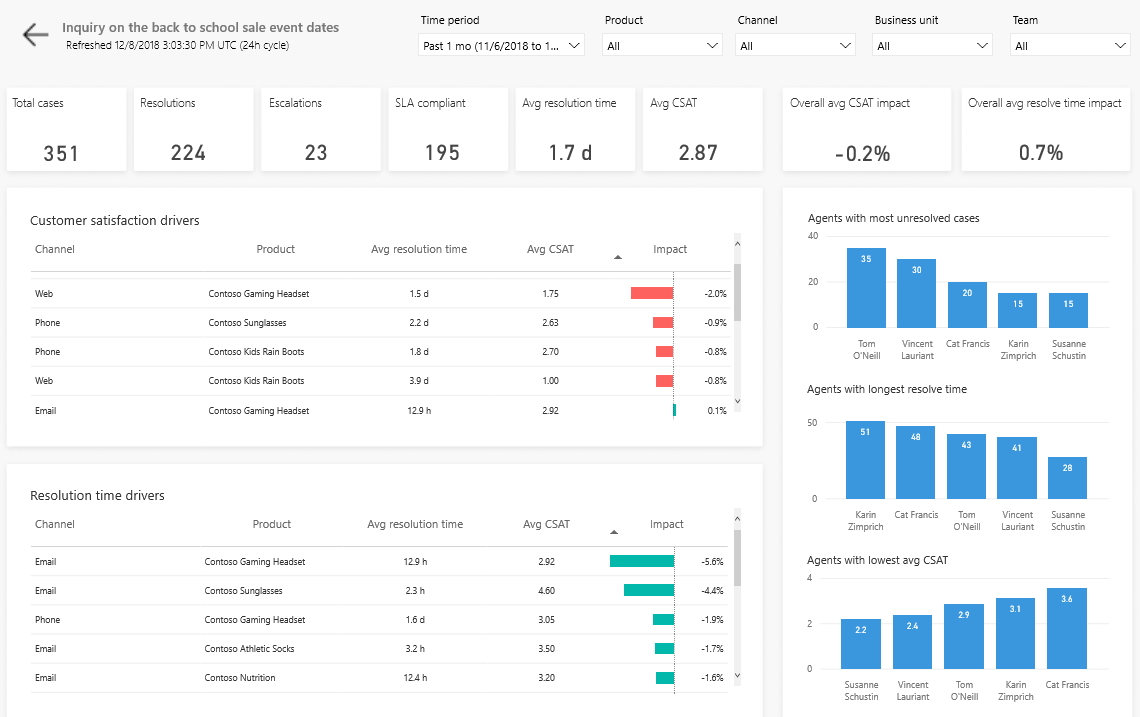 Inquiry on the back to school sale event dates
Refreshed 12/8/2018 3:03:30 PM UTC (24h cycle)
Time period
Product
Channel
Business unit
Team
Past 1 mo (11/6/2018 to 1...
All
All
All
All
Total cases
351
Resolutions
224
Escalations
23
SLA compliant
195
Avg resolution time
1.7 d
Avg CSAT
2.87
Overall avg CSAT impact
-0.2%
Overall avg resolve time impact
0.7%
Customer satisfaction drivers
Channel Product Avg resolution time Avg CSAT Impact
Web Contoso Gaming Headset 1.5 d 1.75 -2.0%
Phone Contoso Sunglasses 2.2 d 2.63 -0.9%
Phone Contoso Kids Rain Boots 1.8 d 2.70 -0.8%
Web Contoso Kids Rain Boots 3.9 d 1.00 -0.8%
Email Contoso Gaming Headset 12.9 h 2.92 0.1%
Resolution time drivers
Channel Product Avg resolution time Avg CSAT Impact
Email Contoso Gaming Headset 12.9 h 2.92 -5.6%
Email Contoso Sunglasses 2.3 h 4.60 -4.4%
Phone Contoso Gaming Headset 1.6 d 3.05 -1.9%
Email Contoso Athletic Socks 3.2 h 3.50 -1.7%
Email Contoso Nutrition 12.4 h 3.20 -1.6%
Agents with most unresolved cases
40
20
0
35 30 20 15 15
Tom Vincent Cat Francis Karin Susanne
O'Neill Lauriant Zimprich Schustin
Agents with longest resolve time
50
0
51 48 43 41 28
Karin Cat Francis Tom Vincent Susanne
Zimprich O'Neill Lauriant Schustin
Agents with lowest avg CSAT
4
2
0
2.2 2.4 2.9 3.1 3.6
Susanne Vincent Tom Karin Cat Francis
Schustin Lauriant O'Neill Zimprich